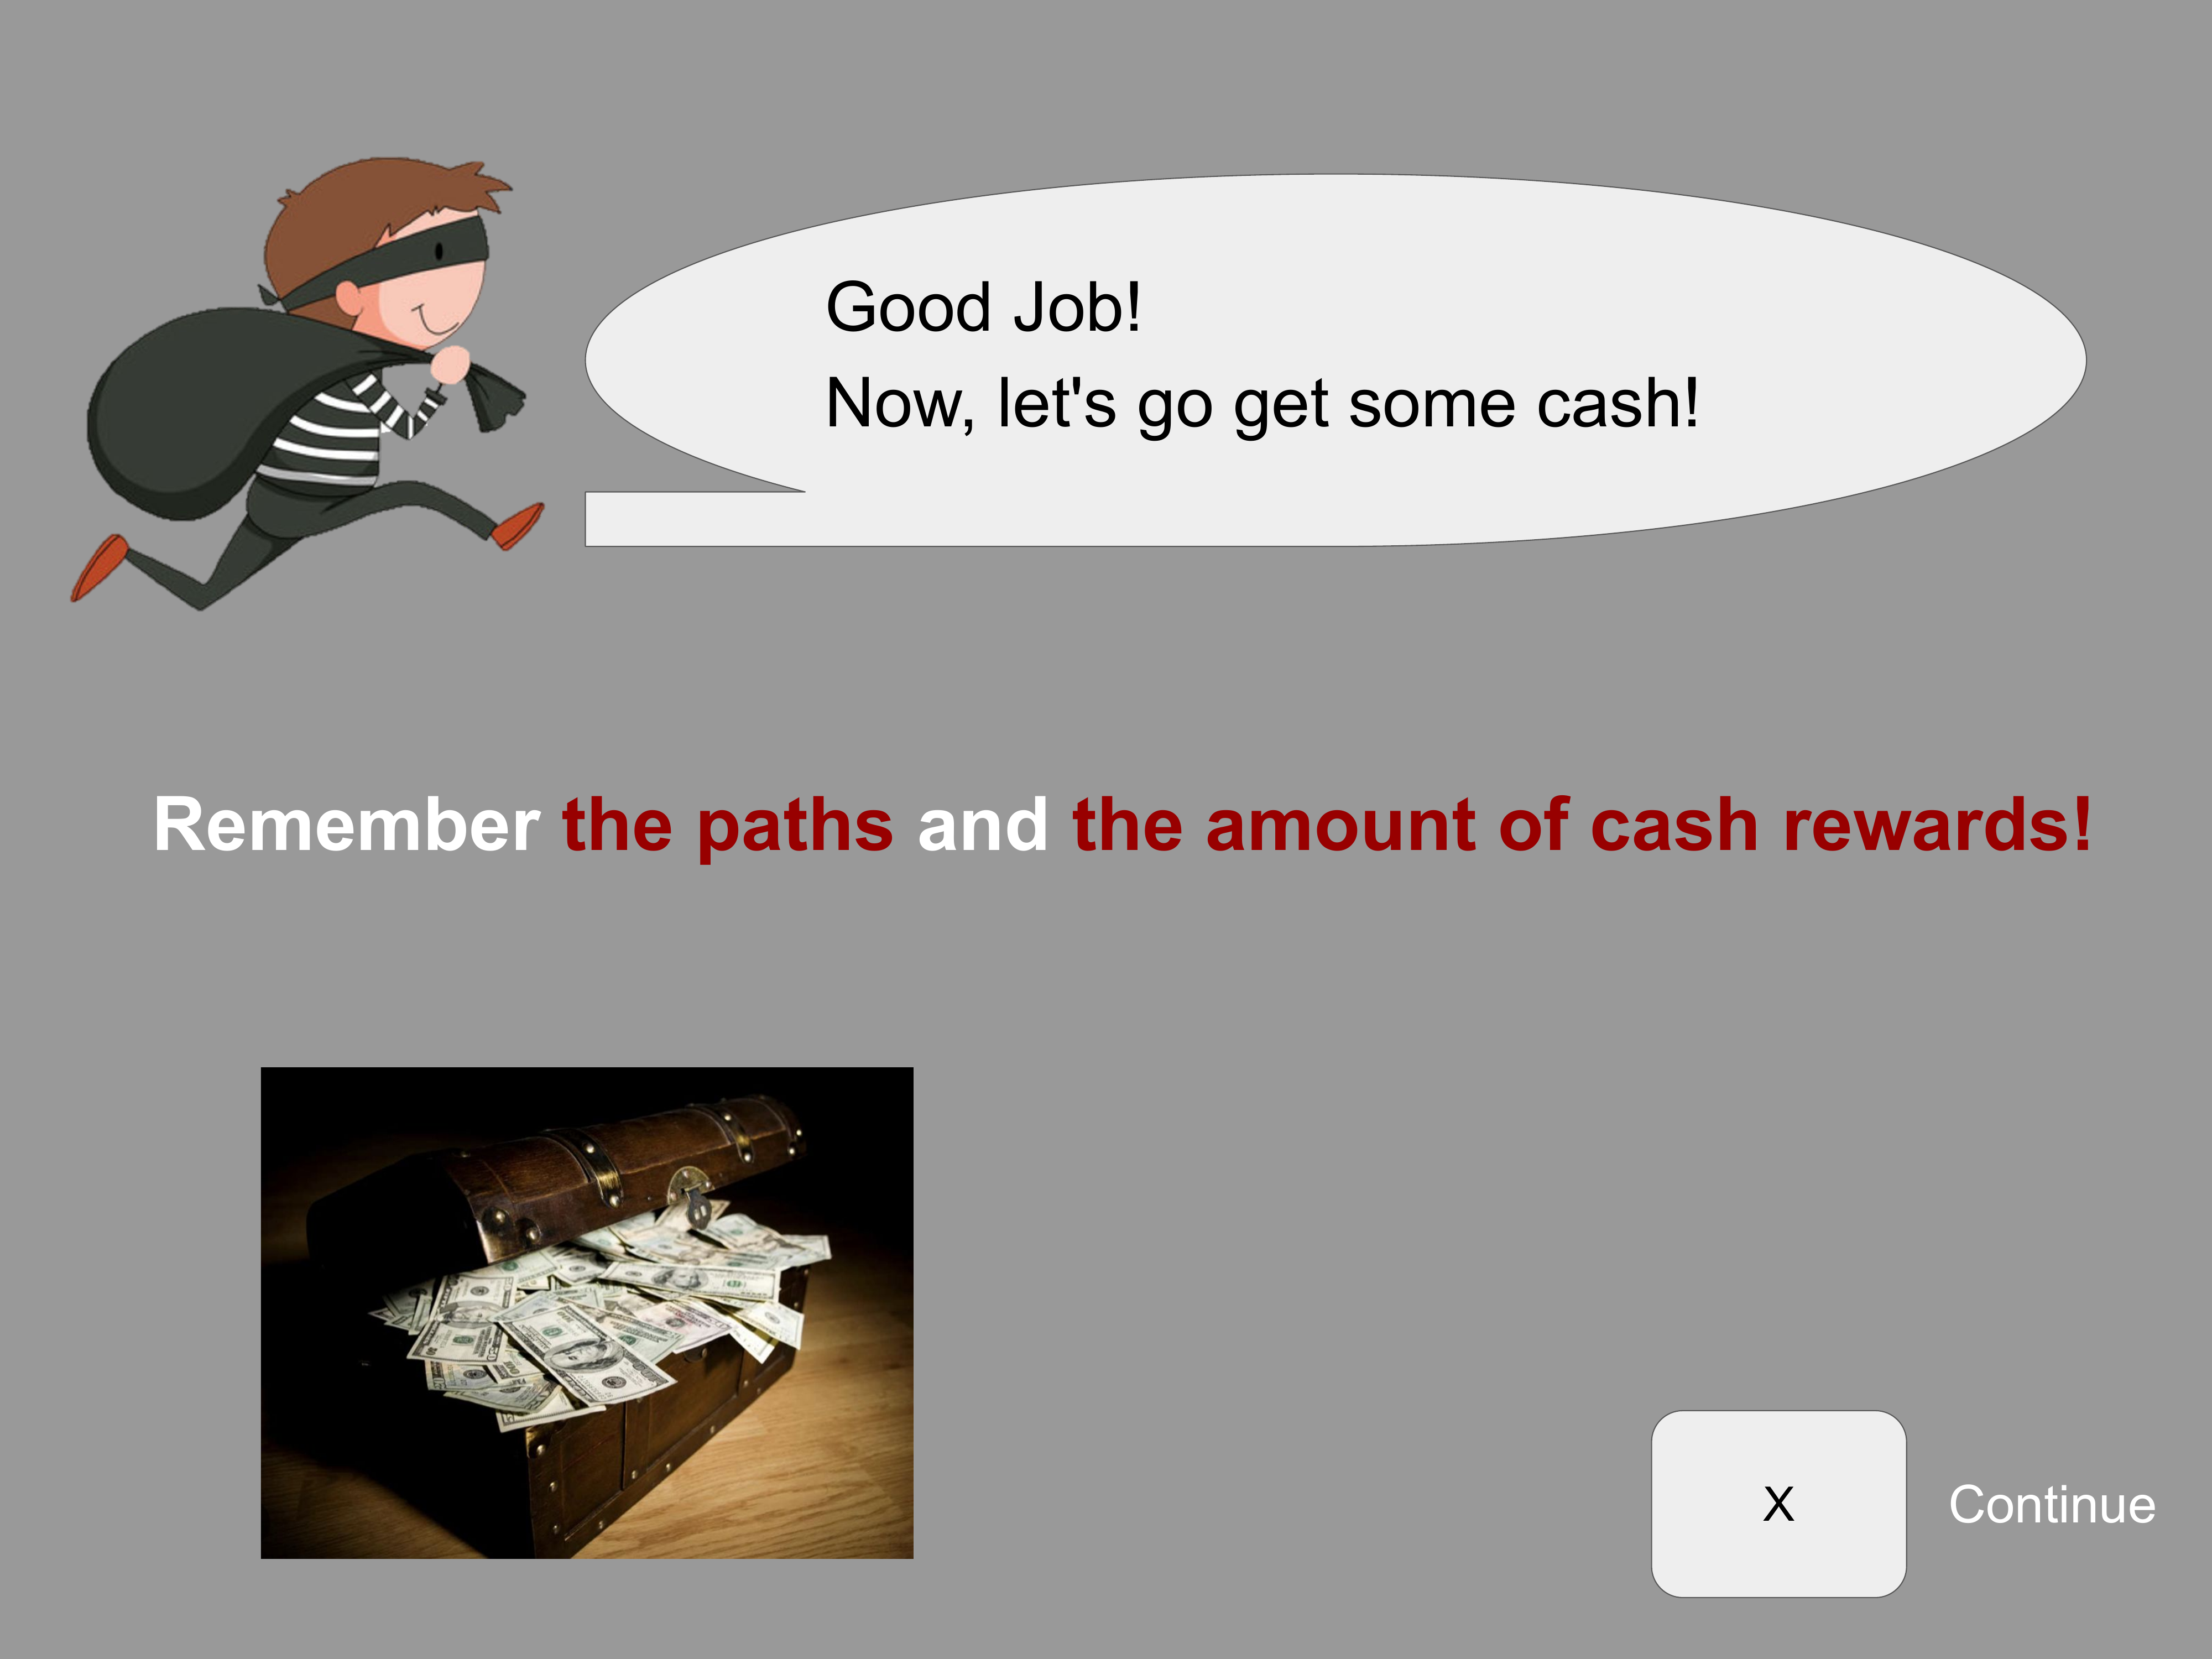 Good Job!
Now, let's go get some cash!
Remember the paths and the amount of cash rewards!
X
Continue